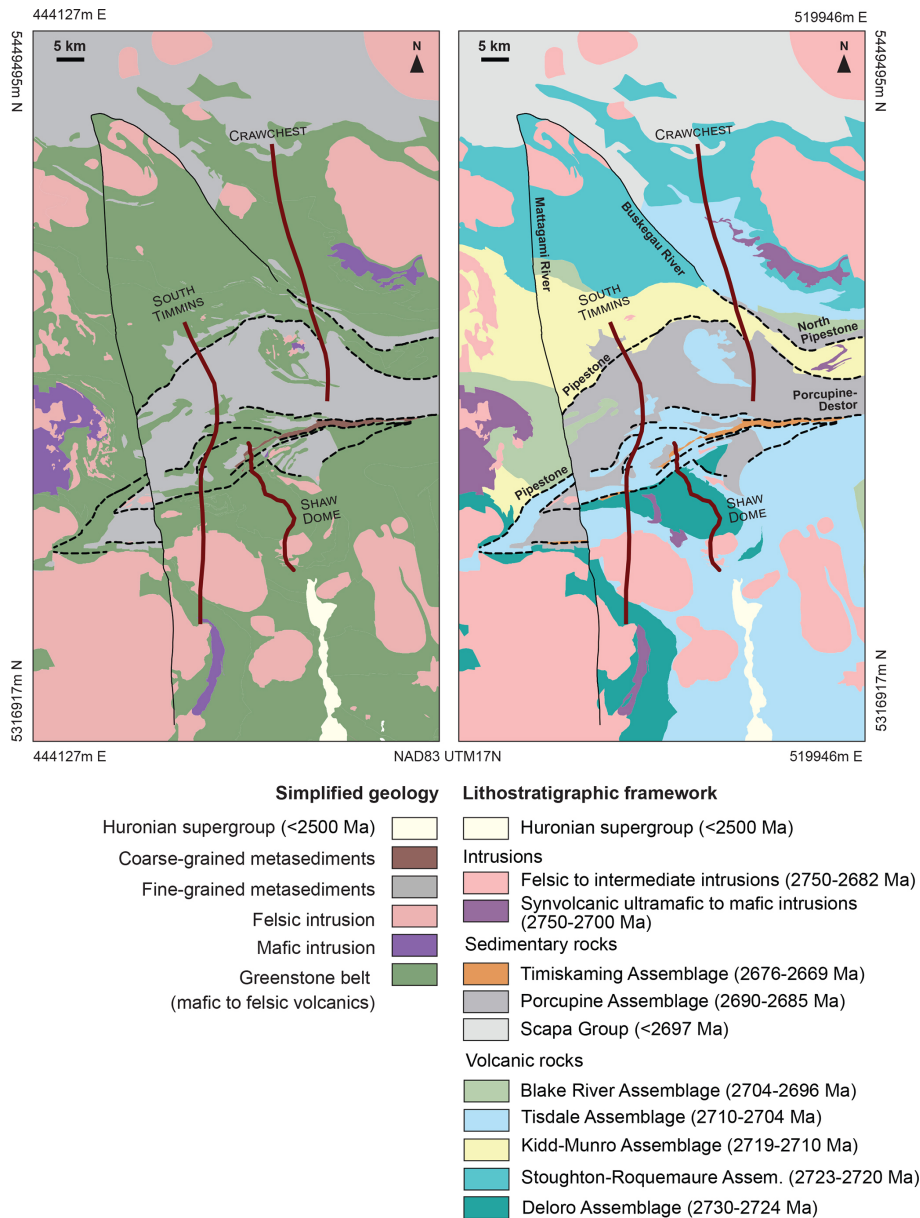 444127m E
519946m E
5449495m N
5 km
N
CRAWCHEST
SOUTH
TIMMINS
SHAW
DOME
5316917m N
5449495m N
5 km
N
CRAWCHEST
Mattagami River
Buskegau River
SOUTH
TIMMINS
North
Pipestone
Pipestone
Porcupine-
Destor
Pipestone
SHAW
DOME
5316917m N
444127m E
NAD83 UTM17N
519946m E
Simplified geology
Huronian supergroup (<2500 Ma)
Coarse-grained metasediments
Fine-grained metasediments
Felsic intrusion
Mafic intrusion
Greenstone belt
(mafic to felsic volcanics)
Lithostratigraphic framework
Huronian supergroup (<2500 Ma)
Intrusions
Felsic to intermediate intrusions (2750-2682 Ma)
Synvolcanic ultramafic to mafic intrusions
(2750-2700 Ma)
Sedimentary rocks
Timiskaming Assemblage (2676-2669 Ma)
Porcupine Assemblage (2690-2685 Ma)
Scapa Group (<2697 Ma)
Volcanic rocks
Blake River Assemblage (2704-2696 Ma)
Tisdale Assemblage (2710-2704 Ma)
Kidd-Munro Assemblage (2719-2710 Ma)
Stoughton-Roquemaure Assem. (2723-2720 Ma)
Deloro Assemblage (2730-2724 Ma)